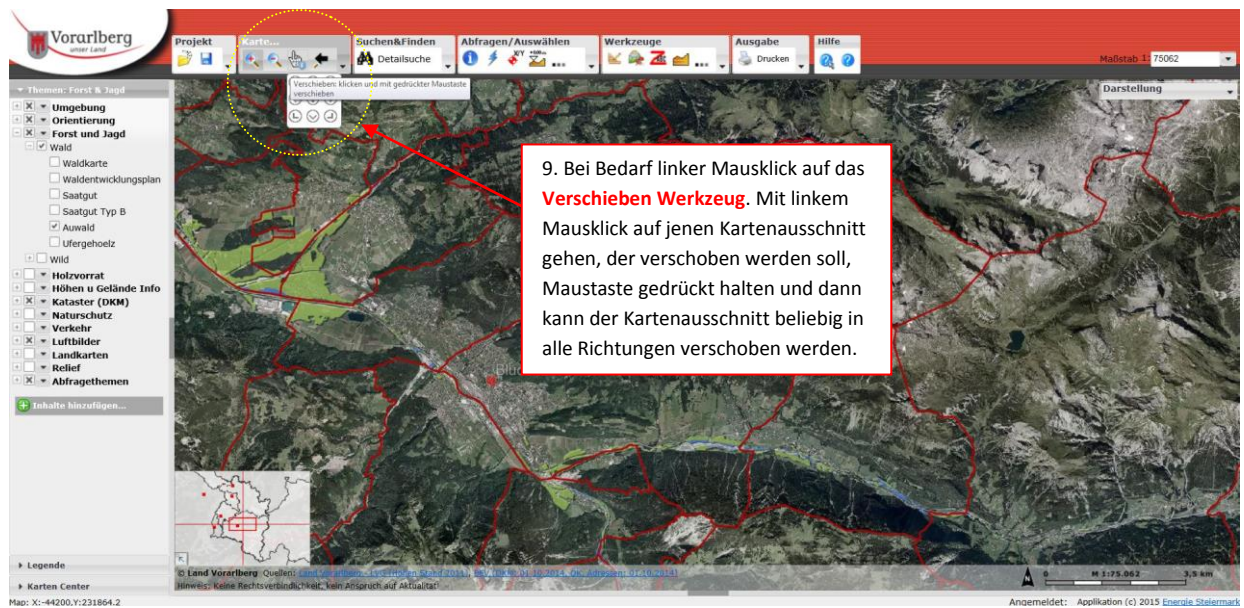 Vorarlberg
unser Land
Projekt
Karte...
Suchen&Finden
Abfragen/Auswählen
Werkzeuge
Ausgabe
Hilfe
Detailsuche
X/Y
...
...
Drucken
Maßstab 1: 75062
Verschieben: klicken und mit gedrückter Maustaste
verschieben
Darstellung
Themen: Forst & Jagd
Umgebung
Orientierung
Forst und Jagd
Wald
Waldkarte
Waldentwicklungsplan
Saatgut
Saatgut Typ B
Auwald
Ufergehoelz
Wild
Holzvorrat
Höhen u Gelände Info
Kataster (DKM)
Naturschutz
Verkehr
Luftbilder
Landkarten
Relief
Abfragethemen
Inhalte hinzufügen...
9. Bei Bedarf linker Mausklick auf das
Verschieben Werkzeug. Mit linkem
Mausklick auf jenen Kartenausschnitt
gehen, der verschoben werden soll,
Maustaste gedrückt halten und dann
kann der Kartenausschnitt beliebig in
alle Richtungen verschoben werden.
Legende
Karten Center
© Land Vorarlberg Quellen:
Hinweis: Keine Rechtsverbindlichkeit, kein Anspruch auf Aktualität!
0 M 1:75.062 3,5 km
Map: X:-44200,Y:231864.2
Angemeldet: Applikation (c) 2015 Energie Steiermark